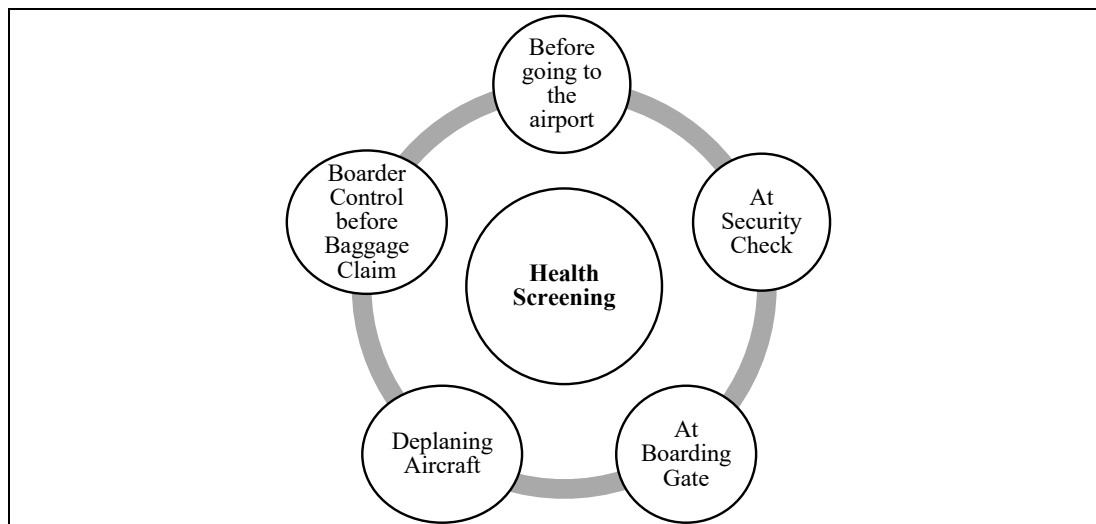 Before
going to
the
airport
At
Security
Check
At
Boarding
Gate
Deplaning
Aircraft
Boarder
Control
before
Baggage
Claim
Health
Screening